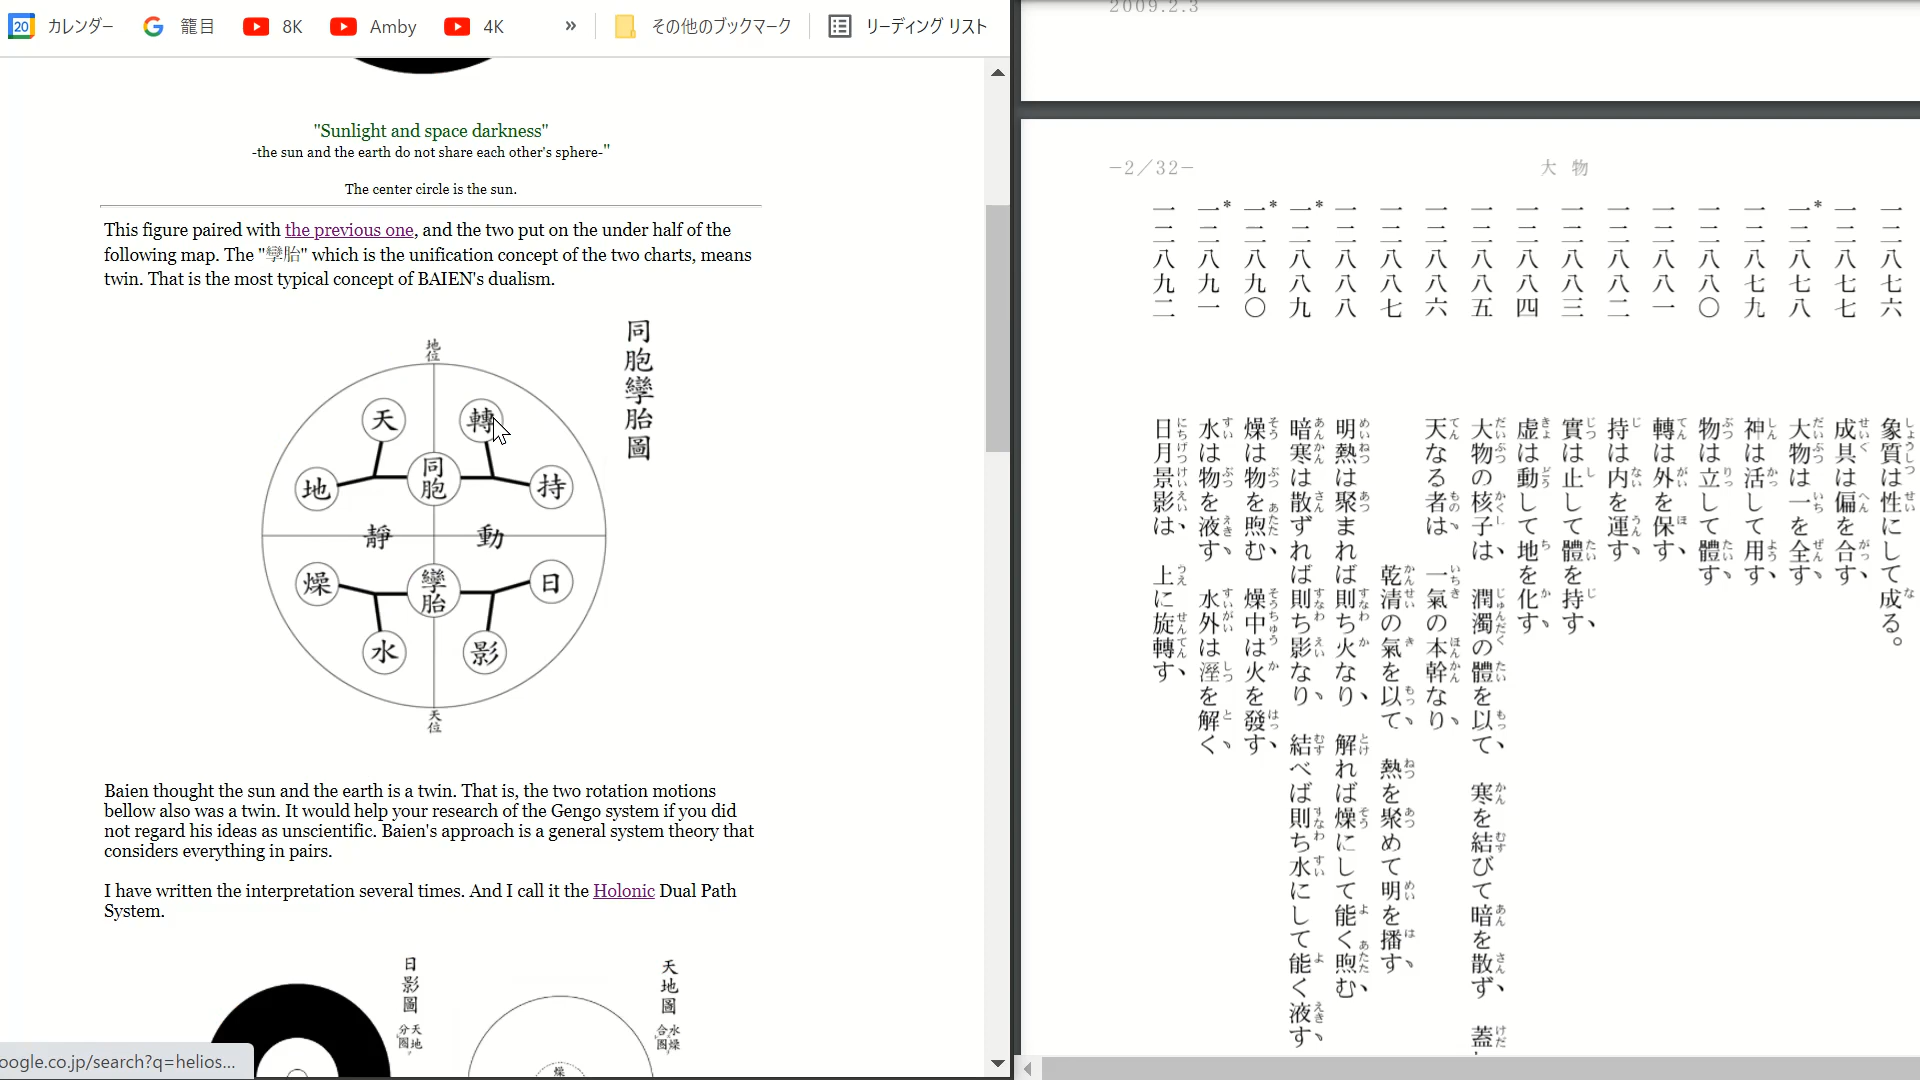 カレンダー
籠目
8K
Amby
4K
»
その他のブックマーク
リーディング リスト
"Sunlight and space darkness"
-the sun and the earth do not share each other's sphere-"
The center circle is the sun.
This figure paired with the previous one, and the two put on the under half of the
following map. The "孿胎" which is the unification concept of the two charts, means
twin. That is the most typical concept of BAIEN's dualism.
同胞孿胎圖
地位
天
轉
地
同胞
持
靜
動
燥
孿胎
日
水
影
天位
Baien thought the sun and the earth is a twin. That is, the two rotation motions
bellow also was a twin. It would help your research of the Gengo system if you did
not regard his ideas as unscientific. Baien's approach is a general system theory that
considers everything in pairs.
I have written the interpretation several times. And I call it the Holonic Dual Path
System.
日影圖
天地分圖
天地圖
水燥合圖
燥
oogle.co.jp/search?q=helios...
2009.2.3
−2/32−
大物
一二八七六 象質は性にして成る。
一二八七七 成具は偏を合す、
*一二八七八 大物は一を全す、
一二八七九 神は活して用す、
一二八八〇 物は立して體す、
一二八八一 轉は外を保す、
一二八八二 持は内を運す、
一二八八三 實は止して體を持す、
一二八八四 虚は動して地を化す、
一二八八五 大物の核子は、潤濁の體を以て、寒を結びて暗を散ず、蓋
一二八八六 天なる者は、一氣の本幹なり、
一二八八七 乾清の氣を以て、熱を聚めて明を播す、
一二八八八 明熱は聚まれば則ち火なり、解れば燥にして能く煦む、
*一二八八九 暗寒は散ずれば則ち影なり、結べば則ち水にして能く液す、
*一二八九〇 燥は物を煦む、燥中は火を發す、
*一二八九一 水は物を液す、水外は溼を解く、
一二八九二 日月景影は、上に旋轉す、